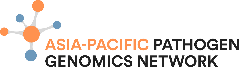 ASIA-PACIFIC PATHOGEN
GENOMICS NETWORK